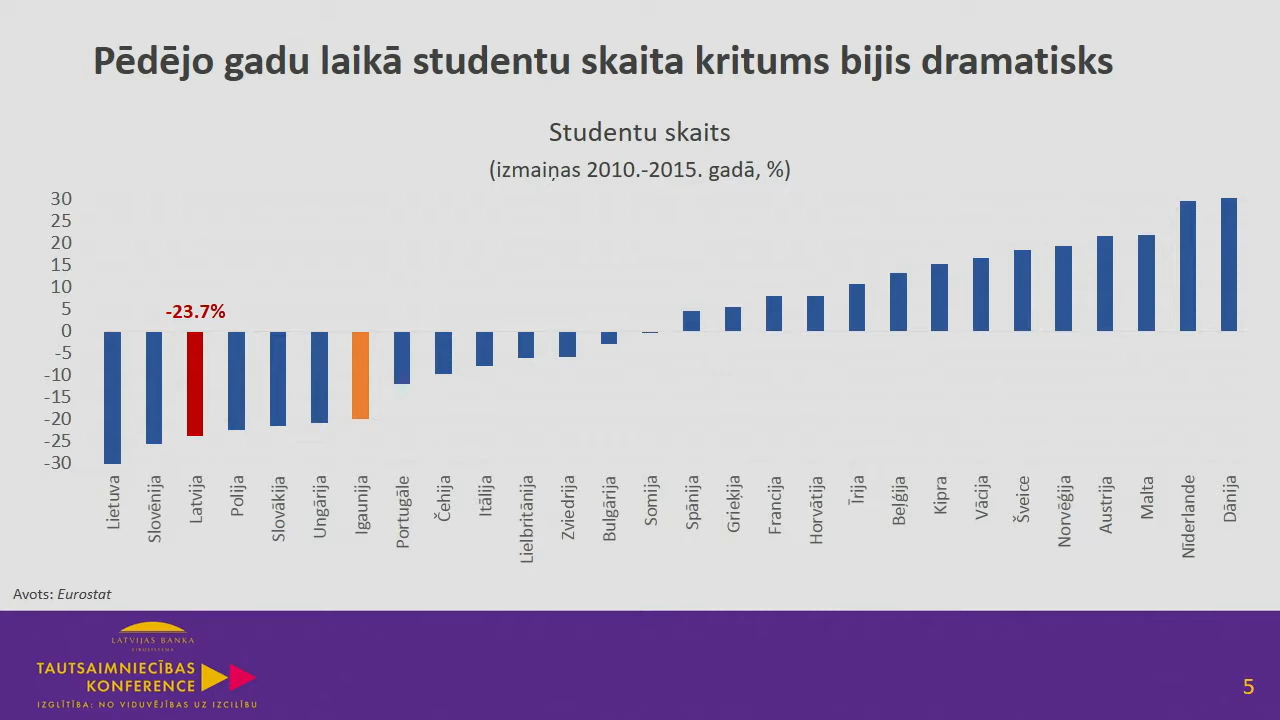 Pēdējo gadu laikā studentu skaita kritums bijis dramatisks
Studentu skaits
(izmaiņas 2010.-2015. gadā, %)
30
25
20
15
10
5
0
-5
-10
-15
-20
-25
-30
-23.7%
Lietuva
Slovēnija
Latvija
Polija
Slovākija
Ungārija
Igaunija
Portugāle
Čehija
Itālija
Lielbritānija
Zviedrija
Bulgārija
Somija
Spānija
Grieķija
Francija
Horvātija
Īrija
Beļģija
Kipra
Vācija
Šveice
Norvēģija
Austrija
Malta
Nīderlande
Dānija
Avots: Eurostat
LATVIJAS BANKA
EIROSISTĒMA
TAUTSAIMNIECĪBAS
KONFERENCE
IZGLĪTĪBA: NO VIDUVĒJĪBAS UZ IZCILĪBU
5